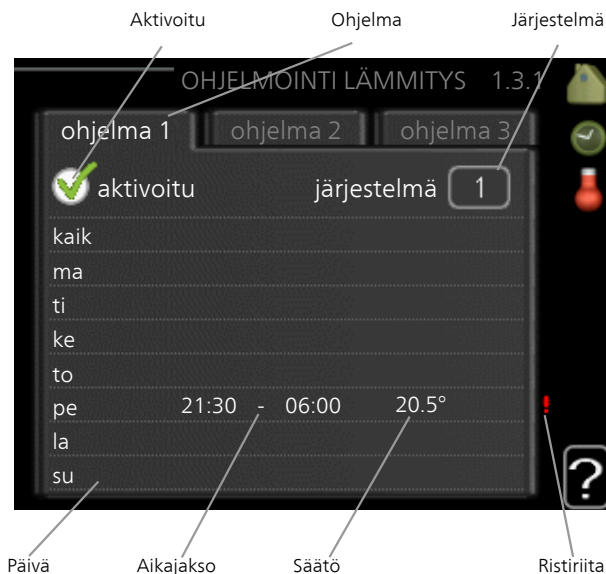 Aktivoitu Ohjelma Järjestelmä
OHJELMOINTI LÄMMITYS 1.3.1
ohjelma 1 ohjelma 2 ohjelma 3
aktivoitu järjestelmä 1
kaik
ma
ti
ke
to
pe 21:30 - 06:00 20.5° !
la
su
?
Päivä Aikajakso Säätö Ristiriita